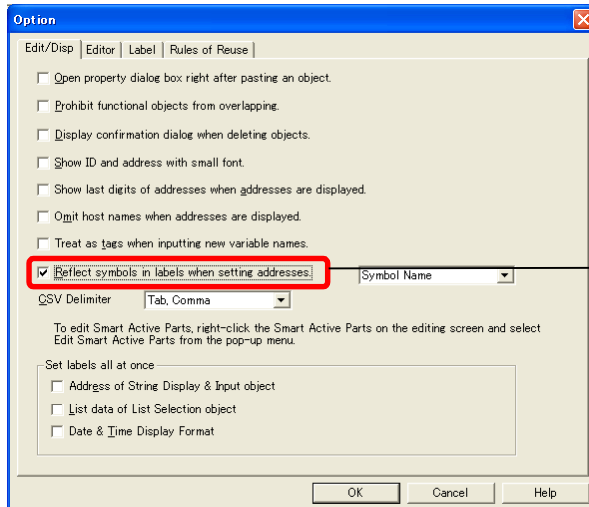 Option
Edit/Disp Editor Label Rules of Reuse
Open property dialog box right after pasting an object.
Prohibit functional objects from overlapping.
Display confirmation dialog when deleting objects.
Show ID and address with small font.
Show last digits of addresses when addresses are displayed.
Omit host names when addresses are displayed.
Treat as tags when inputting new variable names.
Reflect symbols in labels when setting addresses. Symbol Name
CSV Delimiter Tab, Comma
To edit Smart Active Parts, right-click the Smart Active Parts on the editing screen and select
Edit Smart Active Parts from the pop-up menu.
Set labels all at once
Address of String Display & Input object
List data of List Selection object
Date & Time Display Format
OK Cancel Help